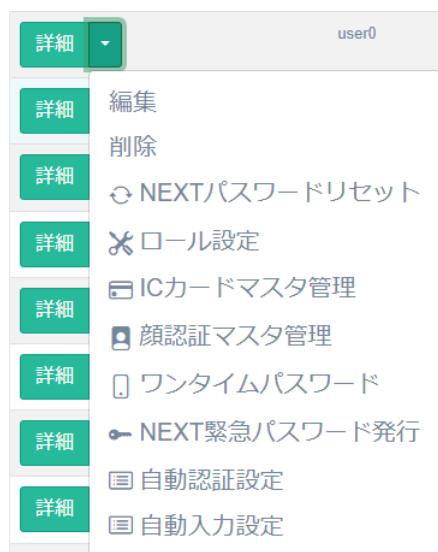 詳細 user0
詳細
詳細
詳細
詳細
詳細
詳細
詳細
編集
削除
NEXTパスワードリセット
ロール設定
ICカードマスタ管理
顔認証マスタ管理
ワンタイムパスワード
NEXT緊急パスワード発行
自動認証設定
自動入力設定